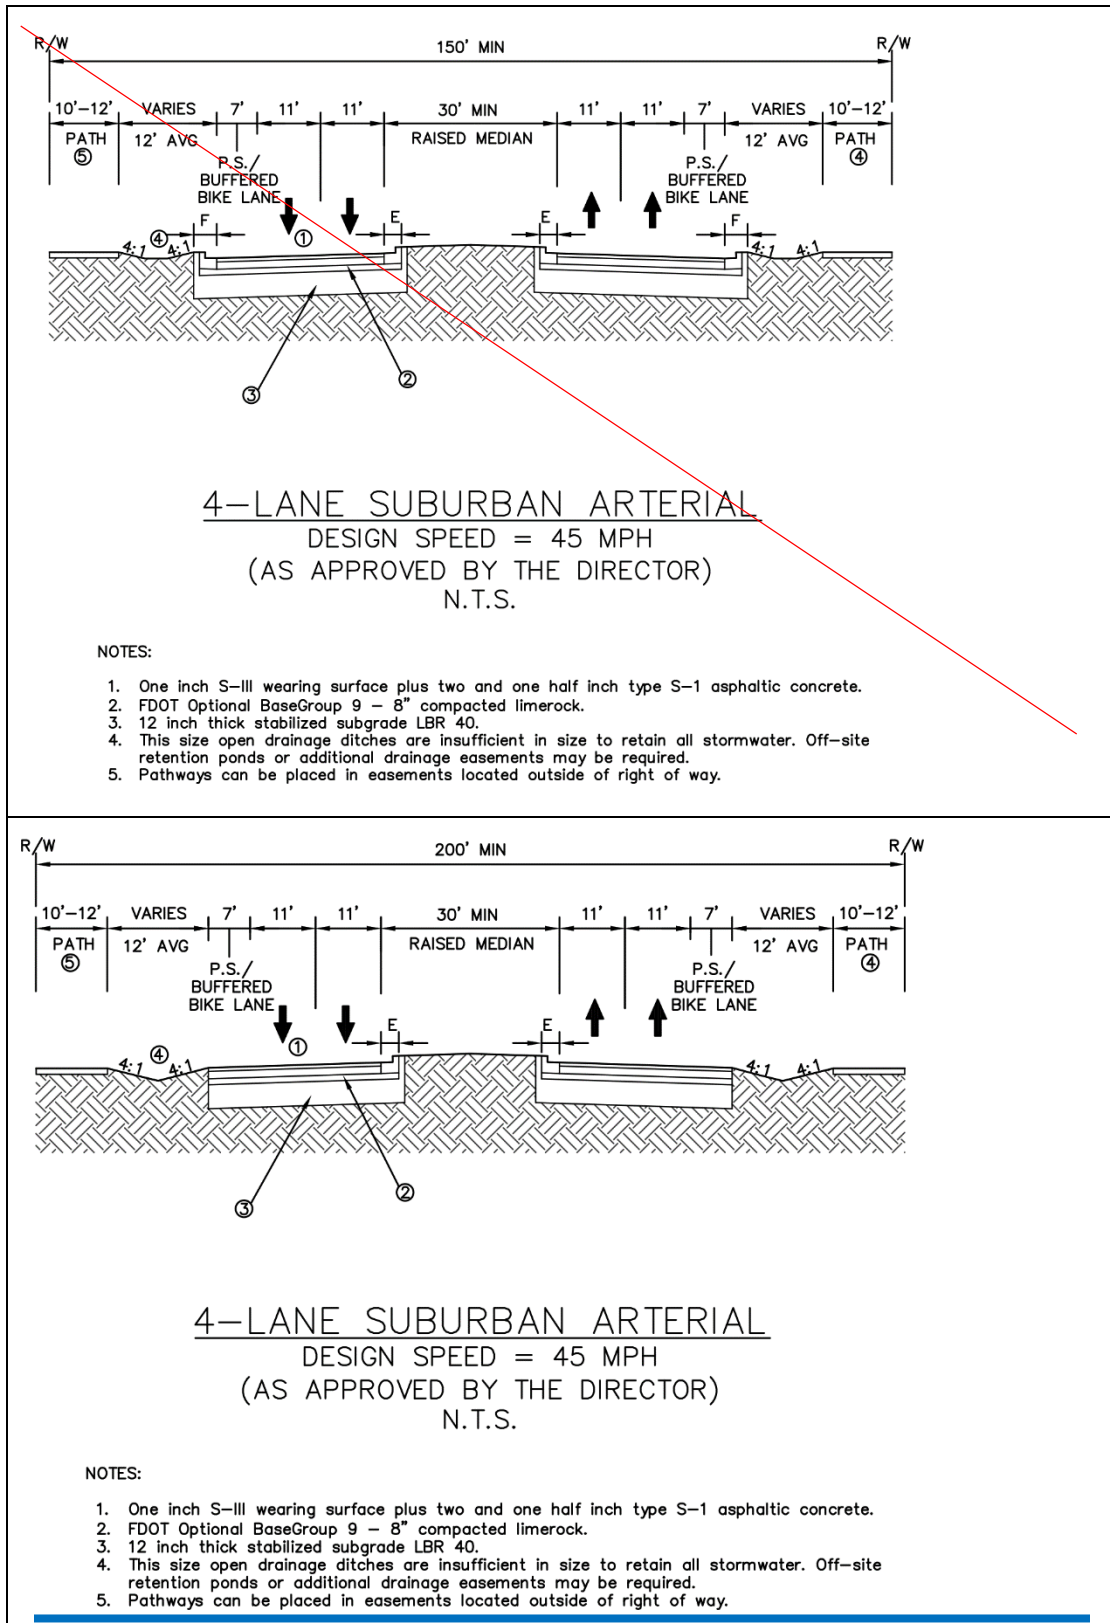 R/W 150' MIN R/W
10'-12' VARIES 7' 11' 11' 30' MIN 11' 11' 7' VARIES 10'-12'
PATH 12' AVG RAISED MEDIAN 12' AVG PATH
⑤ P.S./ P.S./ ④
BUFFERED BUFFERED
BIKE LANE BIKE LANE
F E E F
④ 4:1 4:1 ① 4:1 4:1
②
③
4-LANE SUBURBAN ARTERIAL
DESIGN SPEED = 45 MPH
(AS APPROVED BY THE DIRECTOR)
N.T.S.
NOTES:
1. One inch S-III wearing surface plus two and one half inch type S-1 asphaltic concrete.
2. FDOT Optional BaseGroup 9 - 8" compacted limerock.
3. 12 inch thick stabilized subgrade LBR 40.
4. This size open drainage ditches are insufficient in size to retain all stormwater. Off-site
retention ponds or additional drainage easements may be required.
5. Pathways can be placed in easements located outside of right of way.
R/W 200' MIN R/W
10'-12' VARIES 7' 11' 11' 30' MIN 11' 11' 7' VARIES 10'-12'
PATH 12' AVG RAISED MEDIAN 12' AVG PATH
⑤ P.S./ P.S./ ④
BUFFERED BUFFERED
BIKE LANE BIKE LANE
E E
4:1 ④ 4:1 ① 4:1 4:1
②
③
4-LANE SUBURBAN ARTERIAL
DESIGN SPEED = 45 MPH
(AS APPROVED BY THE DIRECTOR)
N.T.S.
NOTES:
1. One inch S-III wearing surface plus two and one half inch type S-1 asphaltic concrete.
2. FDOT Optional BaseGroup 9 - 8" compacted limerock.
3. 12 inch thick stabilized subgrade LBR 40.
4. This size open drainage ditches are insufficient in size to retain all stormwater. Off-site
retention ponds or additional drainage easements may be required.
5. Pathways can be placed in easements located outside of right of way.